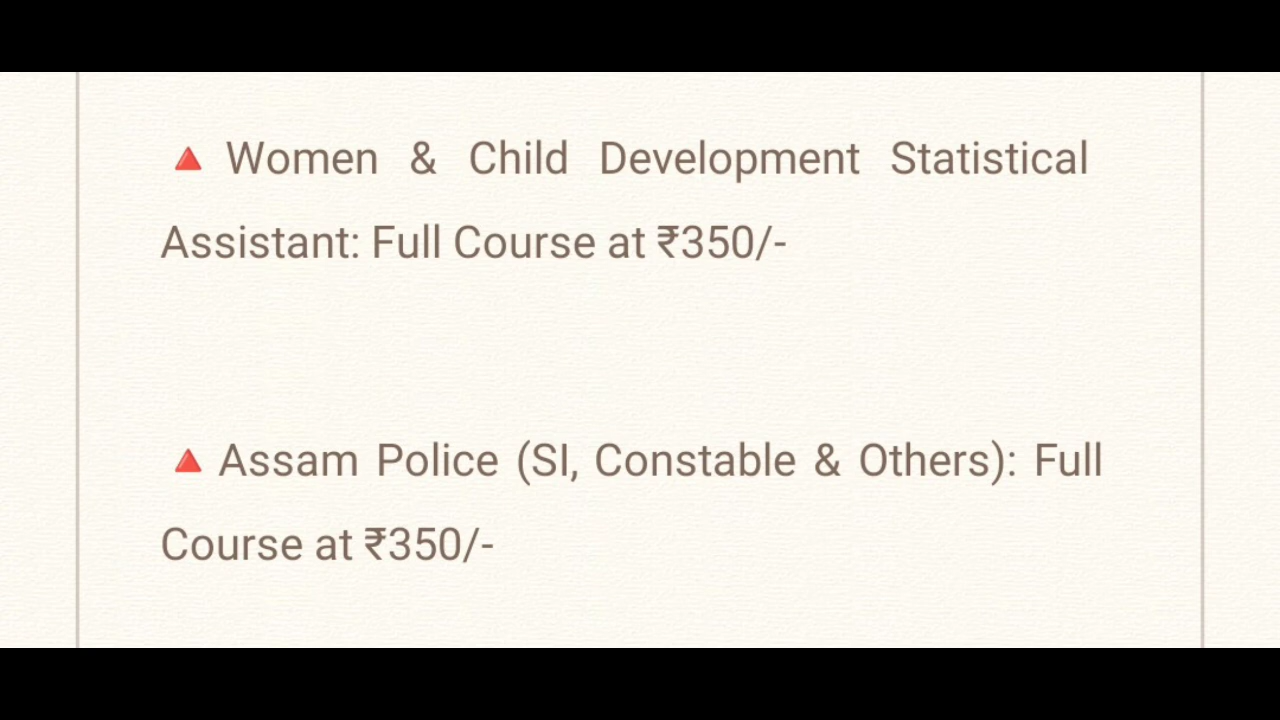 🔺 Women & Child Development Statistical
Assistant: Full Course at ₹350/-
🔺 Assam Police (SI, Constable & Others): Full
Course at ₹350/-